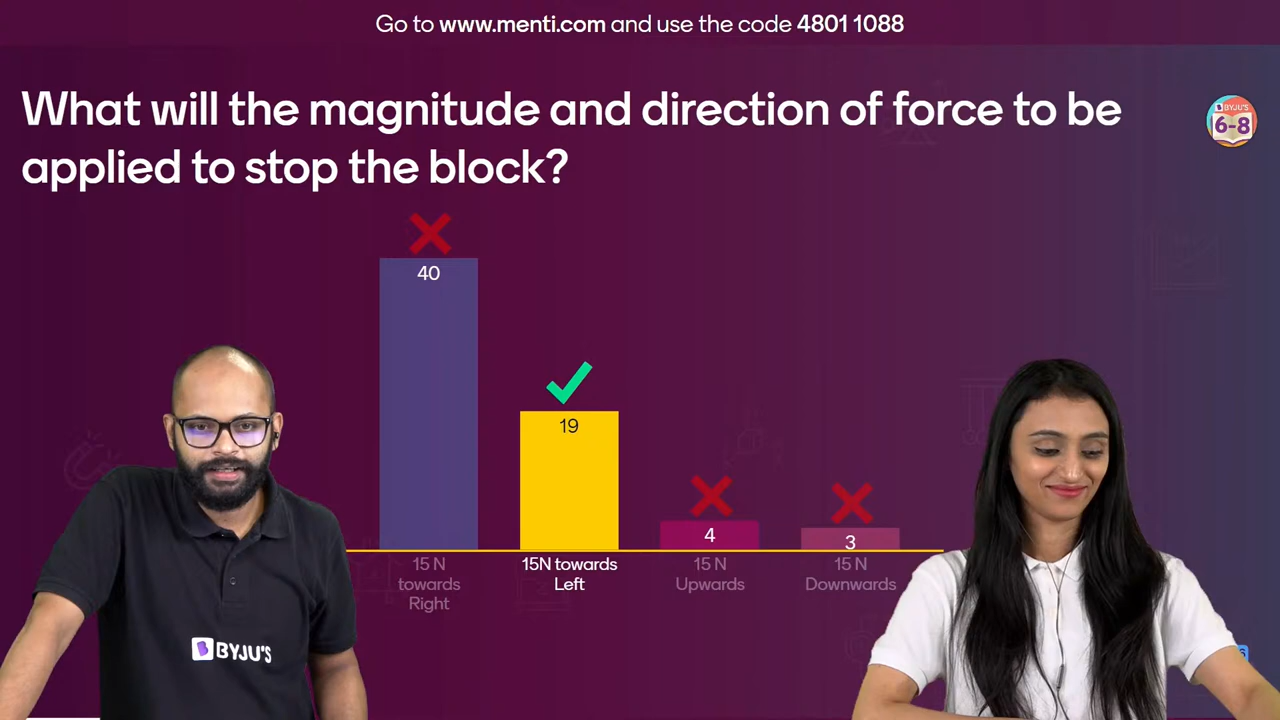 Go to www.menti.com and use the code 4801 1088
What will the magnitude and direction of force to be
applied to stop the block?
BYJU'S
6-8
40
19
4
3
15 N
towards
Right
15N towards
Left
15 N
Upwards
15 N
Downwards
BYJU'S